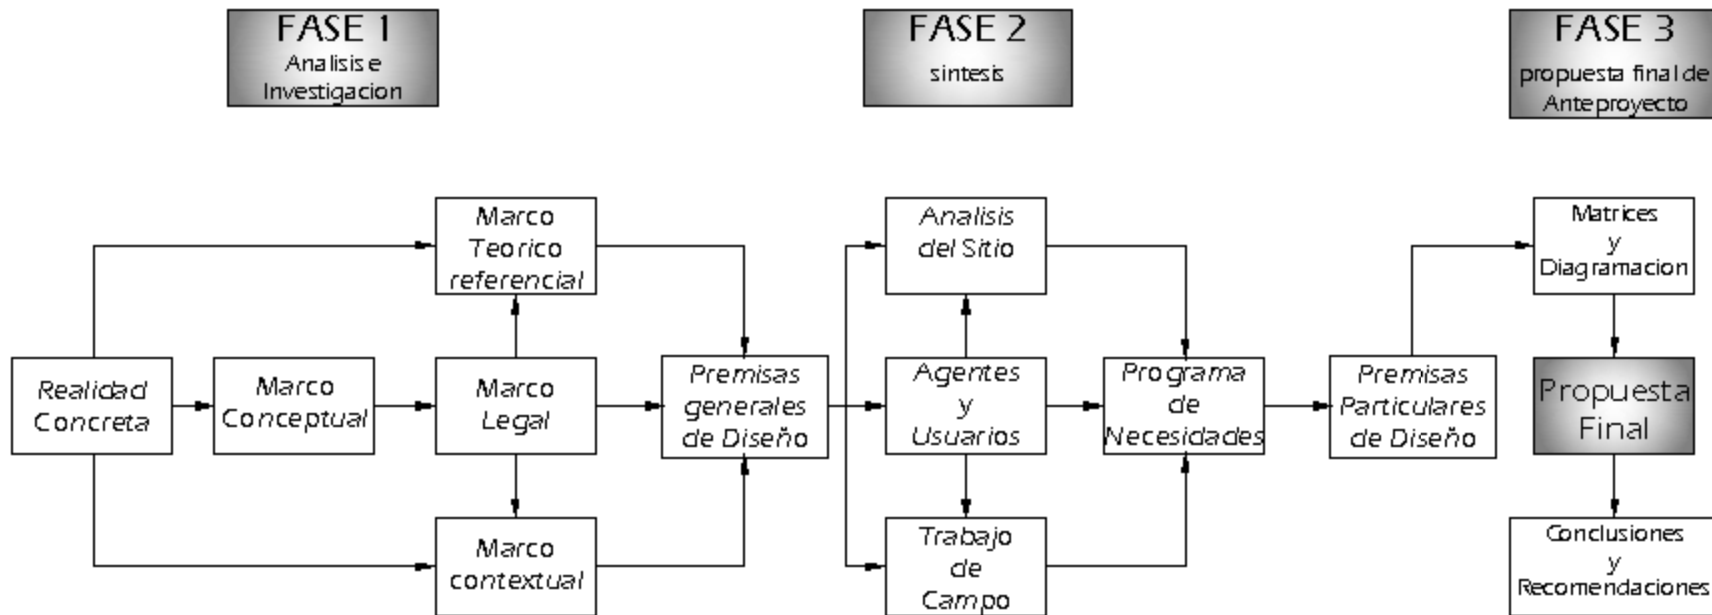 FASE 1
Analisis e
Investigacion
FASE 2
sintesis
FASE 3
propuesta final de
Anteproyecto
Marco
Teorico
referencial
Analisis
del Sitio
Matrices
y
Diagramacion
Realidad
Concreta
Marco
Conceptual
Marco
Legal
Premisas
generales
de Diseño
Agentes
y
Usuarios
Programa
de
Necesidades
Premisas
Particulares
de Diseño
Propuesta
Final
Marco
contextual
Trabajo
de
Campo
Conclusiones
y
Recomendaciones